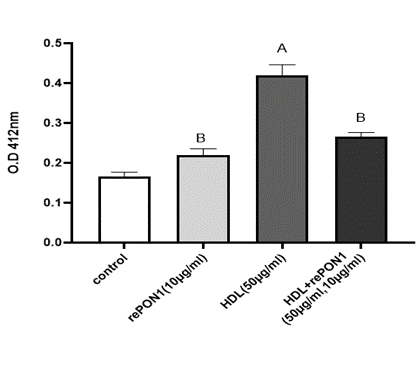 O.D 412nm
0.5
0.4
0.3
0.2
0.1
0.0
B
A
B
control
rePON1(10µg/ml)
HDL(50µg/ml)
HDL+rePON1
(50µg/ml,10µg/ml)